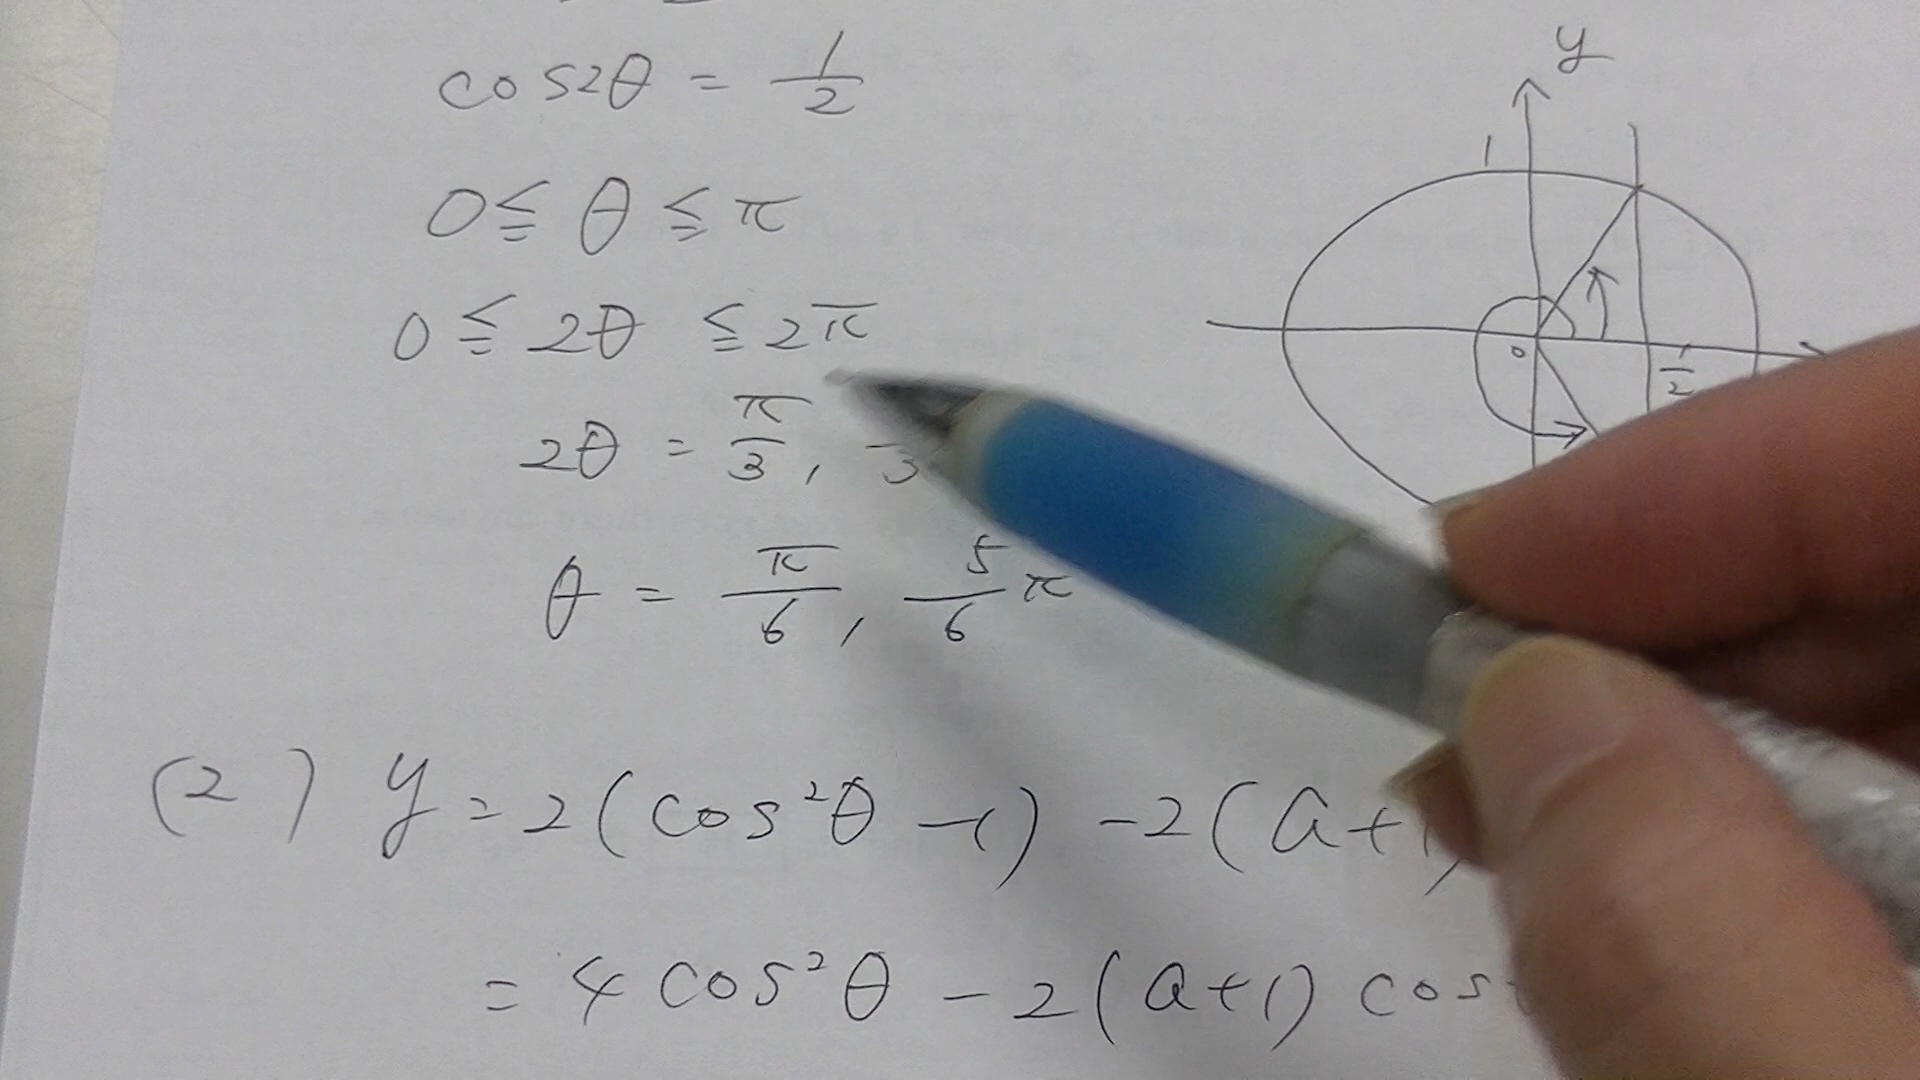 cos2θ = 1/2
0 ≦ θ ≦ π
0 ≦ 2θ ≦ 2π
2θ = π/3, /3
θ = π/6, 5/6 π
(2) y = 2(cos²θ - 1) - 2(a+1
= 4cos²θ - 2(a+1) cos
y
1
0
1/2